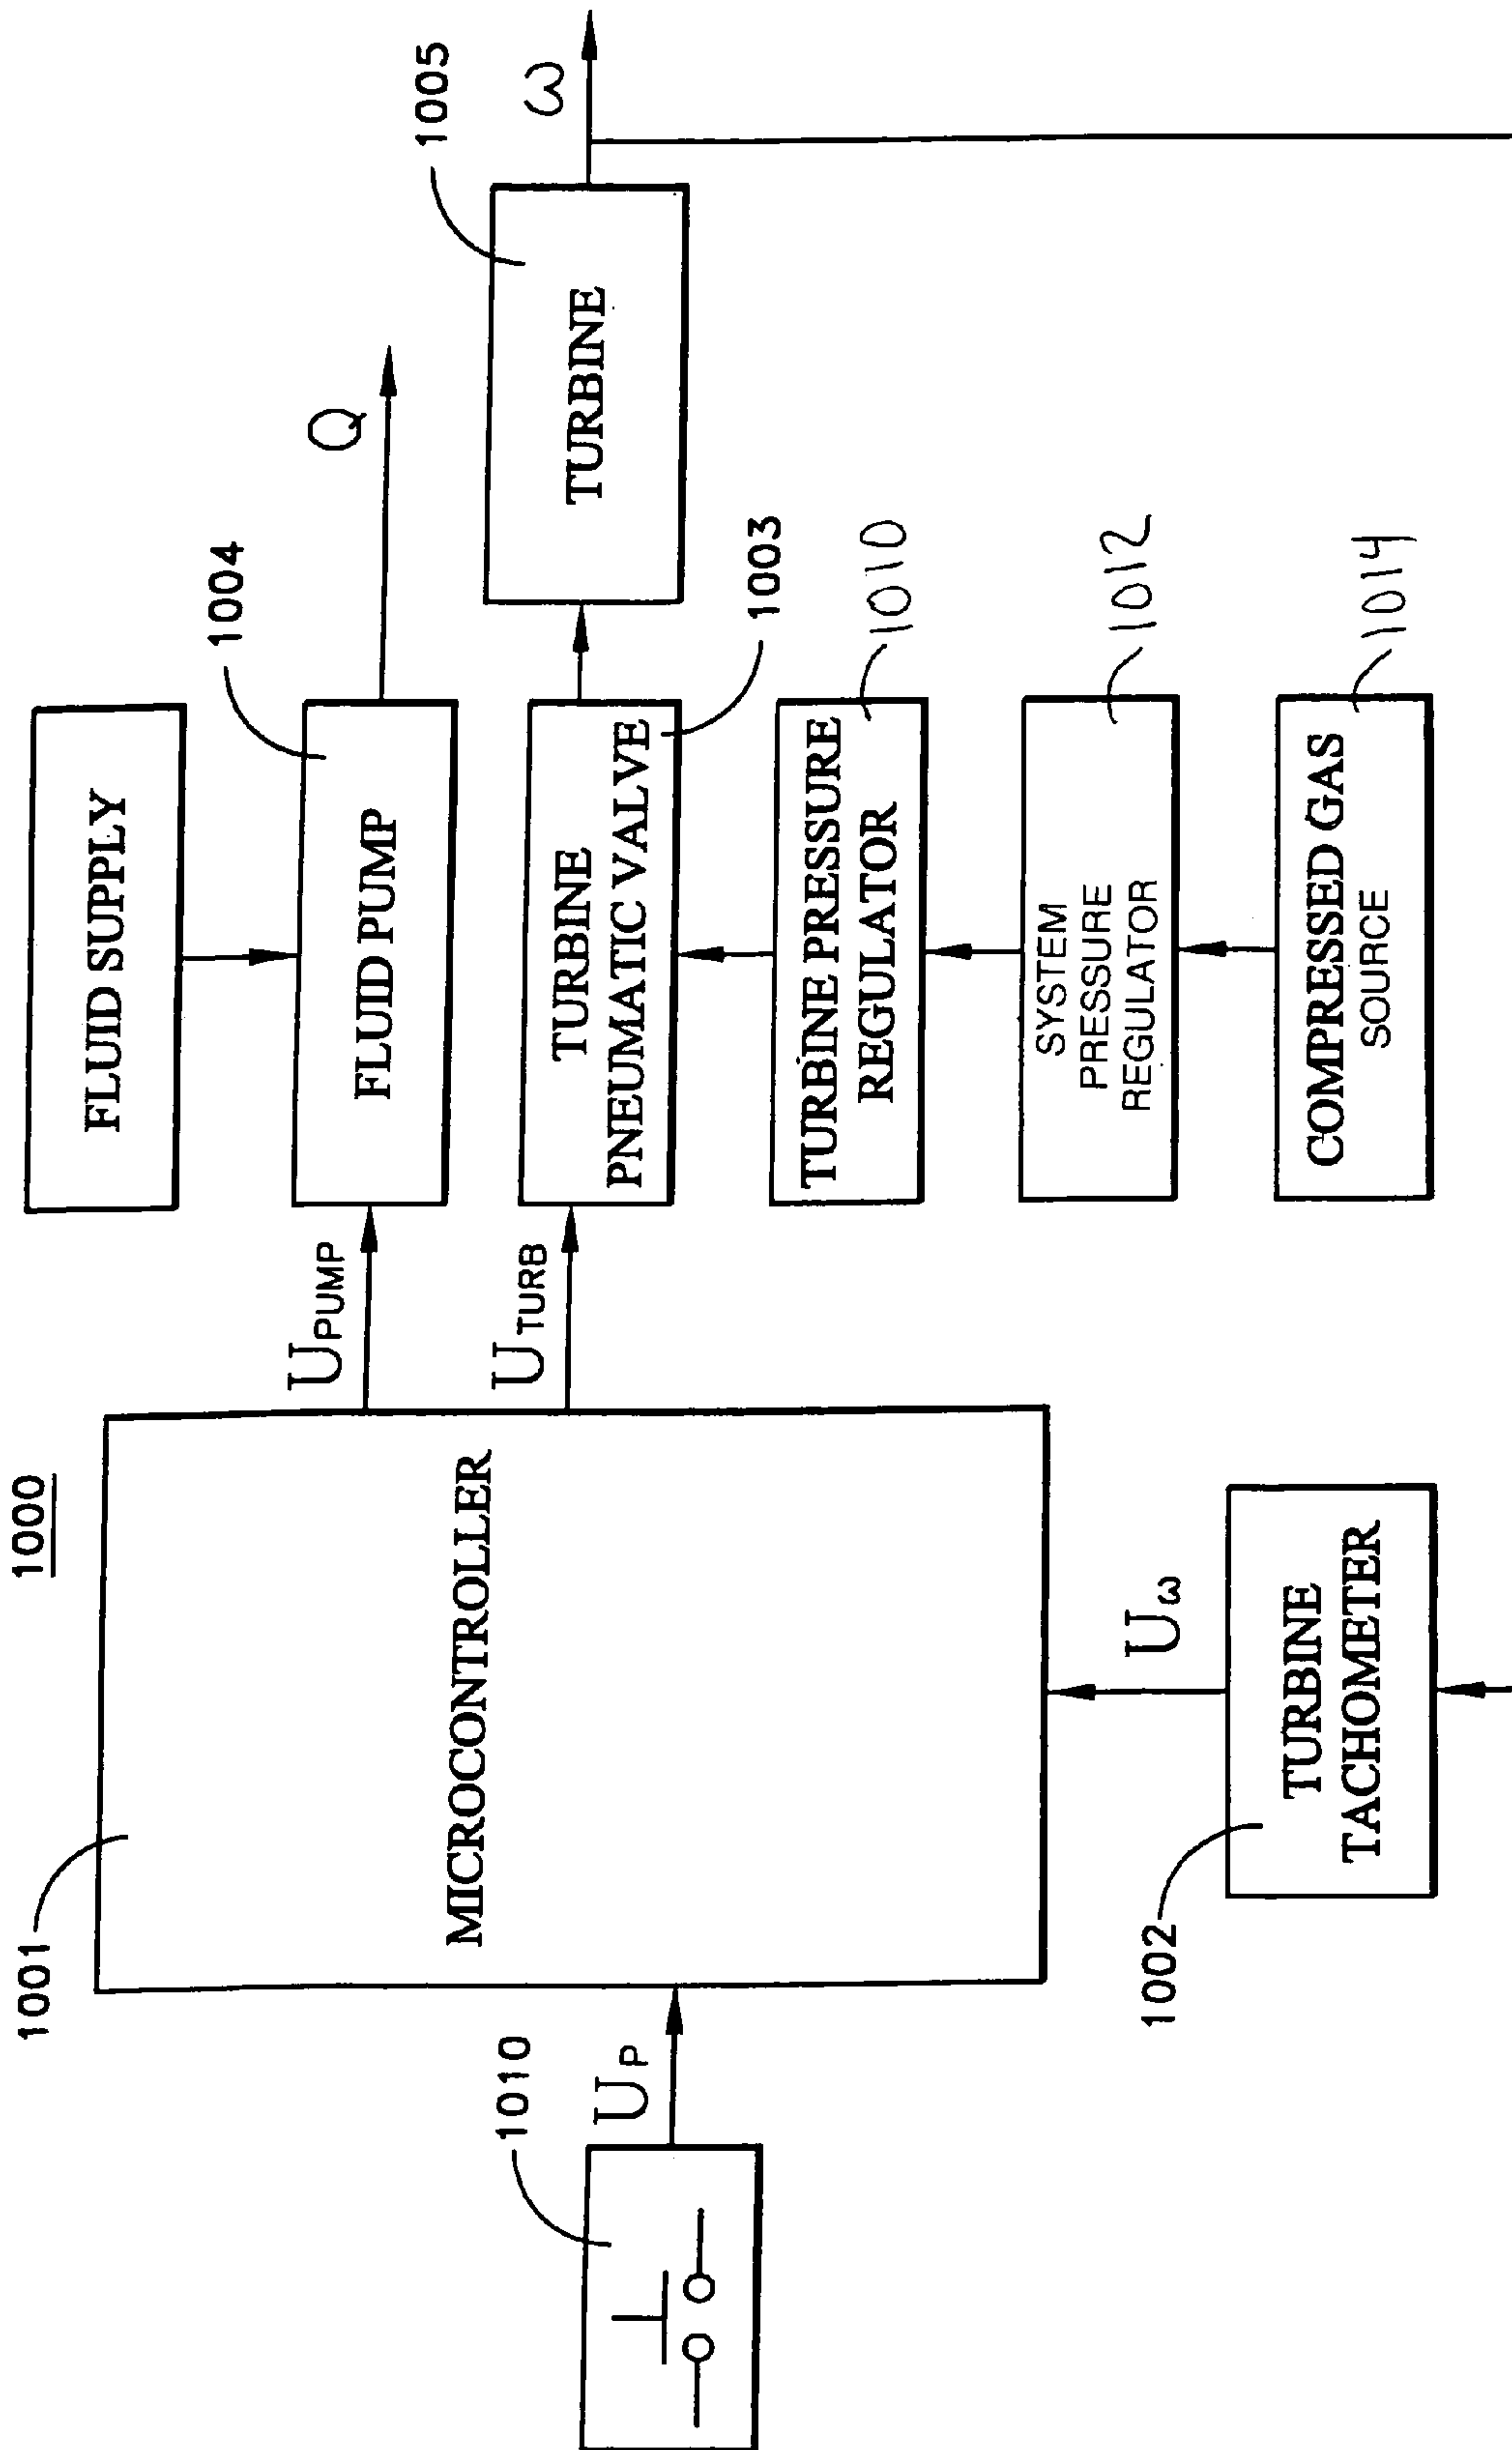 1000
1001
MICROCONTROLLER
1010
UP
UPUMP
UTURB
FLUID SUPPLY
FLUID PUMP
1004
Q
TURBINE
PNEUMATIC VALVE
1003
TURBINE
1005
ω
TURBINE PRESSURE
REGULATOR
1010
SYSTEM
PRESSURE
REGULATOR
1012
COMPRESSED GAS
SOURCE
1014
Uω
TURBINE
TACHOMETER
1002